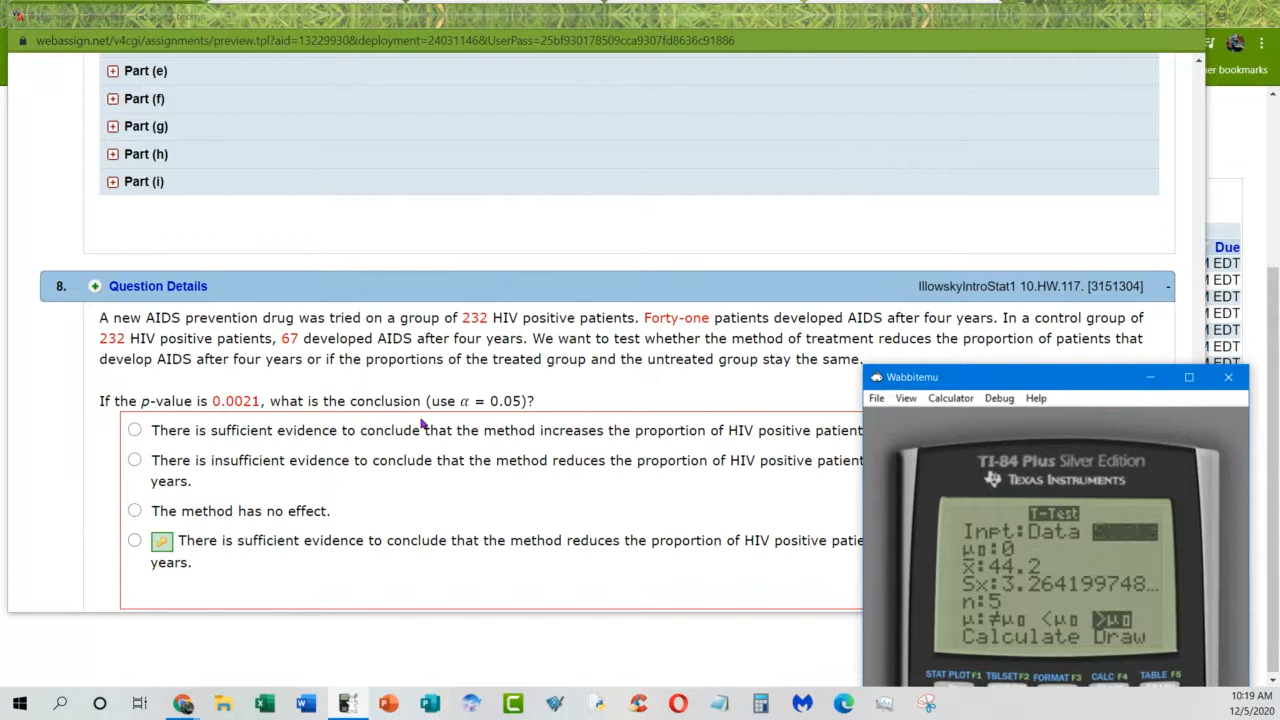 webassign.net/v4cgi/assignments/preview.tpl?aid=13229930&deployment=24031146&UserPass=25bf930178509cca9307fd8636c91886
er bookmarks
Part (e)
Part (f)
Part (g)
Part (h)
Part (i)
Due
EDT
EDT
EDT
EDT
EDT
EDT
EDT
8. Question Details IllowskyIntroStat1 10.HW.117. [3151304] -
A new AIDS prevention drug was tried on a group of 232 HIV positive patients. Forty-one patients developed AIDS after four years. In a control group of
232 HIV positive patients, 67 developed AIDS after four years. We want to test whether the method of treatment reduces the proportion of patients that
develop AIDS after four years or if the proportions of the treated group and the untreated group stay the same.
If the p-value is 0.0021, what is the conclusion (use α = 0.05)?
There is sufficient evidence to conclude that the method increases the proportion of HIV positive patient
There is insufficient evidence to conclude that the method reduces the proportion of HIV positive patient
years.
The method has no effect.
There is sufficient evidence to conclude that the method reduces the proportion of HIV positive patie
years.
Wabbitemu
File View Calculator Debug Help
TI-84 Plus Silver Edition
TEXAS INSTRUMENTS
T-Test
Inpt:Data
μ₀:0
x̄:44.2
Sx:3.264199748...
n:5
μ:≠μ₀ <μ₀ >μ₀
Calculate Draw
STAT PLOT F1 TBLSET F2 FORMAT F3 CALC F4 TABLE F5
10:19 AM
12/5/2020